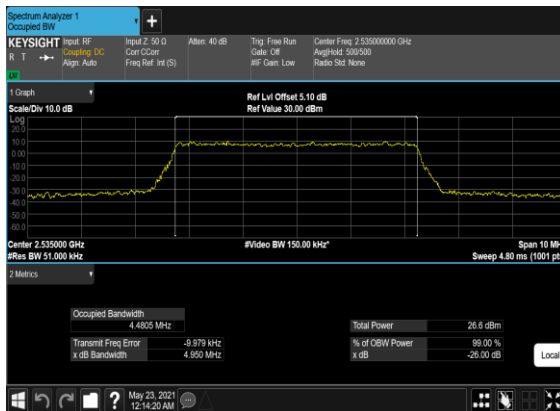 Spectrum Analyzer 1
Occupied BW
KEYSIGHT
R T
Input: RF
Coupling: DC
Align: Auto
Input Z: 50 Ω
Corr CCorr
Freq Ref: Int (S)
Atten: 40 dB
Trig: Free Run
Gate: Off
#IF Gain: Low
Center Freq: 2.535000000 GHz
Avg|Hold: 500/500
Radio Std: None
1 Graph
Scale/Div 10.0 dB
Ref Lvl Offset 5.10 dB
Ref Value 30.00 dBm
Log
20.0
10.0
0.00
-10.0
-20.0
-30.0
-40.0
-50.0
-60.0
Center 2.535000 GHz
#Video BW 150.00 kHz*
Span 10 MH
#Res BW 51.000 kHz
Sweep 4.80 ms (1001 pt
2 Metrics
Occupied Bandwidth
4.4805 MHz
Total Power 26.6 dBm
Transmit Freq Error -9.979 kHz
% of OBW Power 99.00 %
x dB Bandwidth 4.950 MHz
x dB -26.00 dB
Local
May 23, 2021
12:14:20 AM